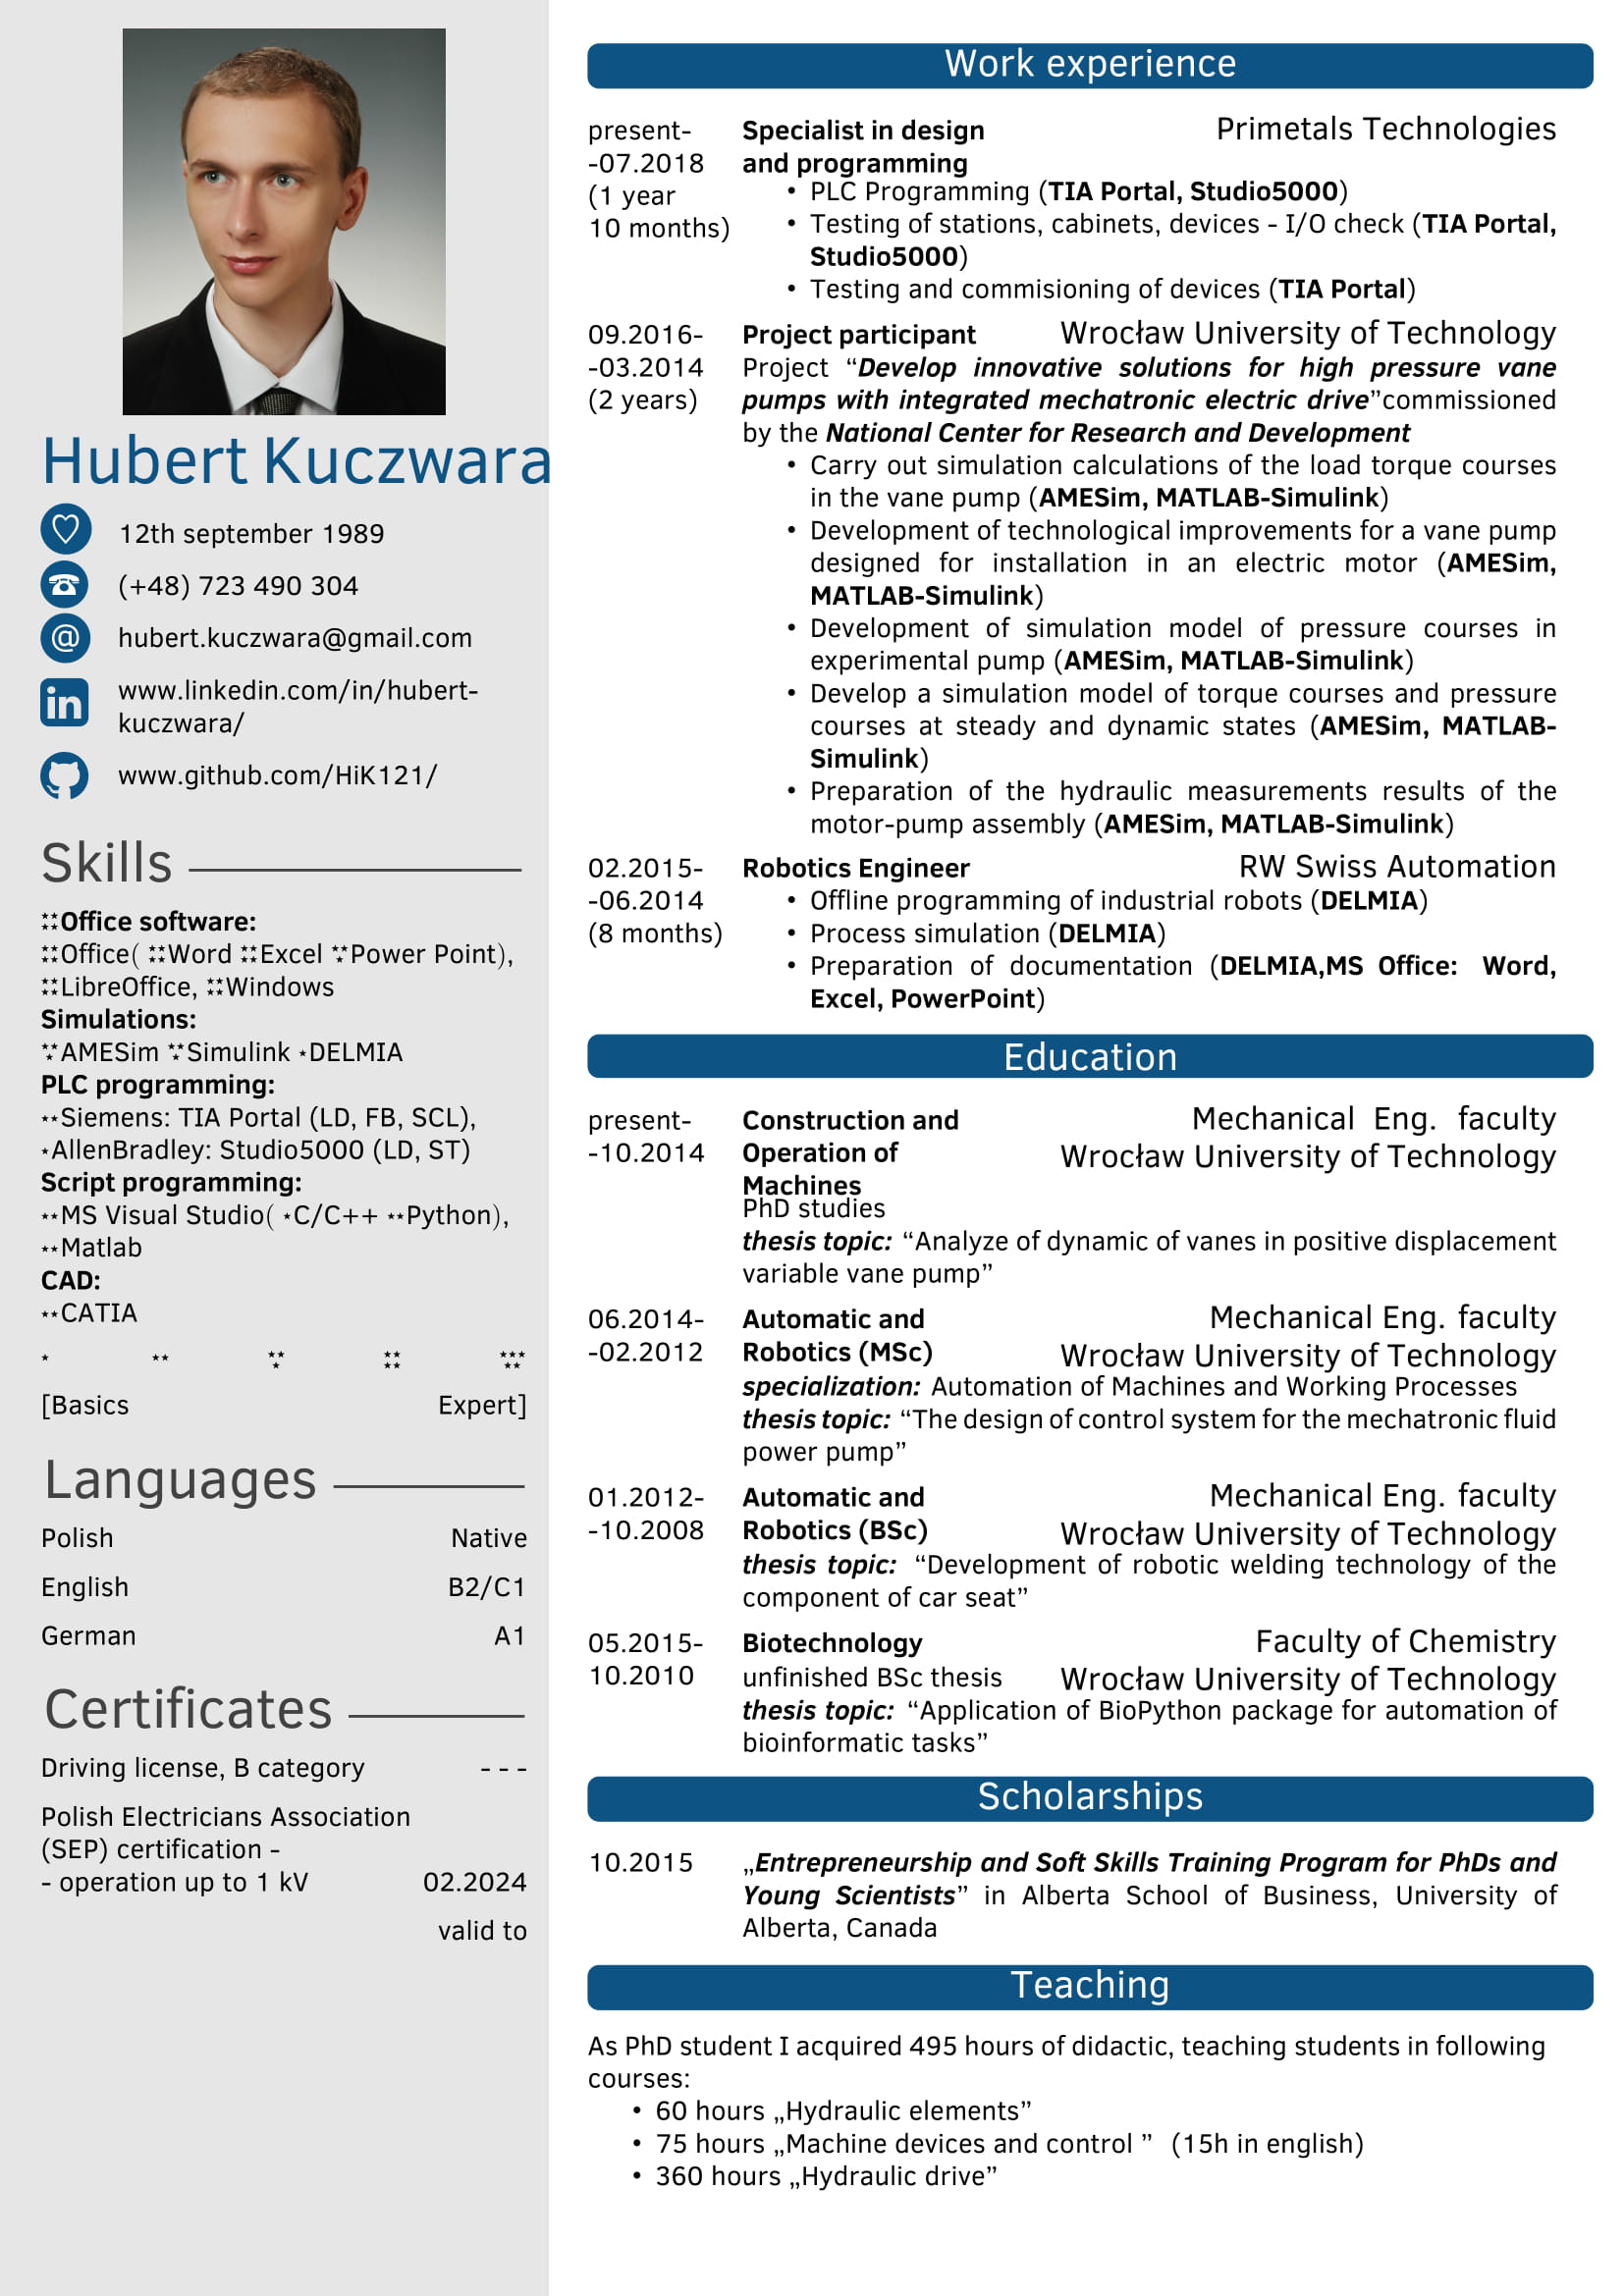 Hubert Kuczwara
12th september 1989
(+48) 723 490 304
@
hubert.kuczwara@gmail.com
in
www.linkedin.com/in/hubert-
kuczwara/
www.github.com/HiK121/
Skills
⋆⋆⋆⋆Office software:
⋆⋆⋆⋆Office( ⋆⋆⋆⋆Word ⋆⋆⋆⋆Excel ⋆⋆⋆Power Point),
⋆⋆⋆⋆LibreOffice, ⋆⋆⋆⋆Windows
Simulations:
⋆⋆⋆AMESim ⋆⋆⋆Simulink ⋆DELMIA
PLC programming:
⋆⋆Siemens: TIA Portal (LD, FB, SCL),
⋆AllenBradley: Studio5000 (LD, ST)
Script programming:
⋆⋆MS Visual Studio( ⋆C/C++ ⋆⋆Python),
⋆⋆Matlab
CAD:
⋆⋆CATIA
⋆ ⋆⋆ ⋆⋆⋆ ⋆⋆⋆⋆ ⋆⋆⋆⋆⋆
[Basics Expert]
Languages
Polish Native
English B2/C1
German A1
Certificates
Driving license, B category - - -
Polish Electricians Association
(SEP) certification -
- operation up to 1 kV 02.2024
valid to
Work experience
present- Specialist in design Primetals Technologies
-07.2018 and programming
(1 year • PLC Programming (TIA Portal, Studio5000)
10 months) • Testing of stations, cabinets, devices - I/O check (TIA Portal,
Studio5000)
• Testing and commisioning of devices (TIA Portal)
09.2016- Project participant Wrocław University of Technology
-03.2014 Project “Develop innovative solutions for high pressure vane
(2 years) pumps with integrated mechatronic electric drive”commissioned
by the National Center for Research and Development
• Carry out simulation calculations of the load torque courses
in the vane pump (AMESim, MATLAB-Simulink)
• Development of technological improvements for a vane pump
designed for installation in an electric motor (AMESim,
MATLAB-Simulink)
• Development of simulation model of pressure courses in
experimental pump (AMESim, MATLAB-Simulink)
• Develop a simulation model of torque courses and pressure
courses at steady and dynamic states (AMESim, MATLAB-
Simulink)
• Preparation of the hydraulic measurements results of the
motor-pump assembly (AMESim, MATLAB-Simulink)
02.2015- Robotics Engineer RW Swiss Automation
-06.2014 • Offline programming of industrial robots (DELMIA)
(8 months) • Process simulation (DELMIA)
• Preparation of documentation (DELMIA,MS Office: Word,
Excel, PowerPoint)
Education
present- Construction and Mechanical Eng. faculty
-10.2014 Operation of Wrocław University of Technology
Machines
PhD studies
thesis topic: “Analyze of dynamic of vanes in positive displacement
variable vane pump”
06.2014- Automatic and Mechanical Eng. faculty
-02.2012 Robotics (MSc) Wrocław University of Technology
specialization: Automation of Machines and Working Processes
thesis topic: “The design of control system for the mechatronic fluid
power pump”
01.2012- Automatic and Mechanical Eng. faculty
-10.2008 Robotics (BSc) Wrocław University of Technology
thesis topic: “Development of robotic welding technology of the
component of car seat”
05.2015- Biotechnology Faculty of Chemistry
10.2010 unfinished BSc thesis Wrocław University of Technology
thesis topic: “Application of BioPython package for automation of
bioinformatic tasks”
Scholarships
10.2015 „Entrepreneurship and Soft Skills Training Program for PhDs and
Young Scientists” in Alberta School of Business, University of
Alberta, Canada
Teaching
As PhD student I acquired 495 hours of didactic, teaching students in following
courses:
• 60 hours „Hydraulic elements”
• 75 hours „Machine devices and control ” (15h in english)
• 360 hours „Hydraulic drive”